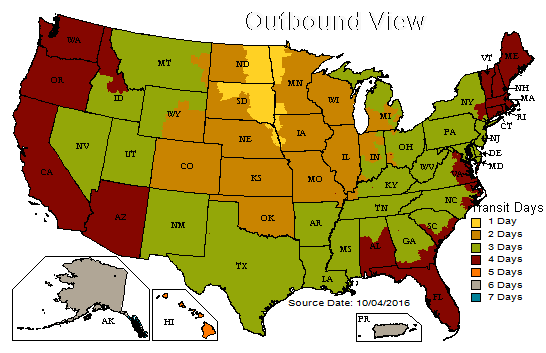 Outbound View
WA
OR
CA
NV
ID
MT
WY
UT
AZ
CO
NM
ND
SD
NE
KS
OK
TX
MN
IA
MO
AR
LA
WI
IL
MI
IN
OH
KY
TN
MS
AL
GA
FL
SC
NC
VA
WV
PA
NY
VT
ME
NH
MA
RI
CT
NJ
DE
MD
AK
HI
PR
Transit Days
1 Day
2 Days
3 Days
4 Days
5 Days
6 Days
7 Days
Source Date: 10/04/2016